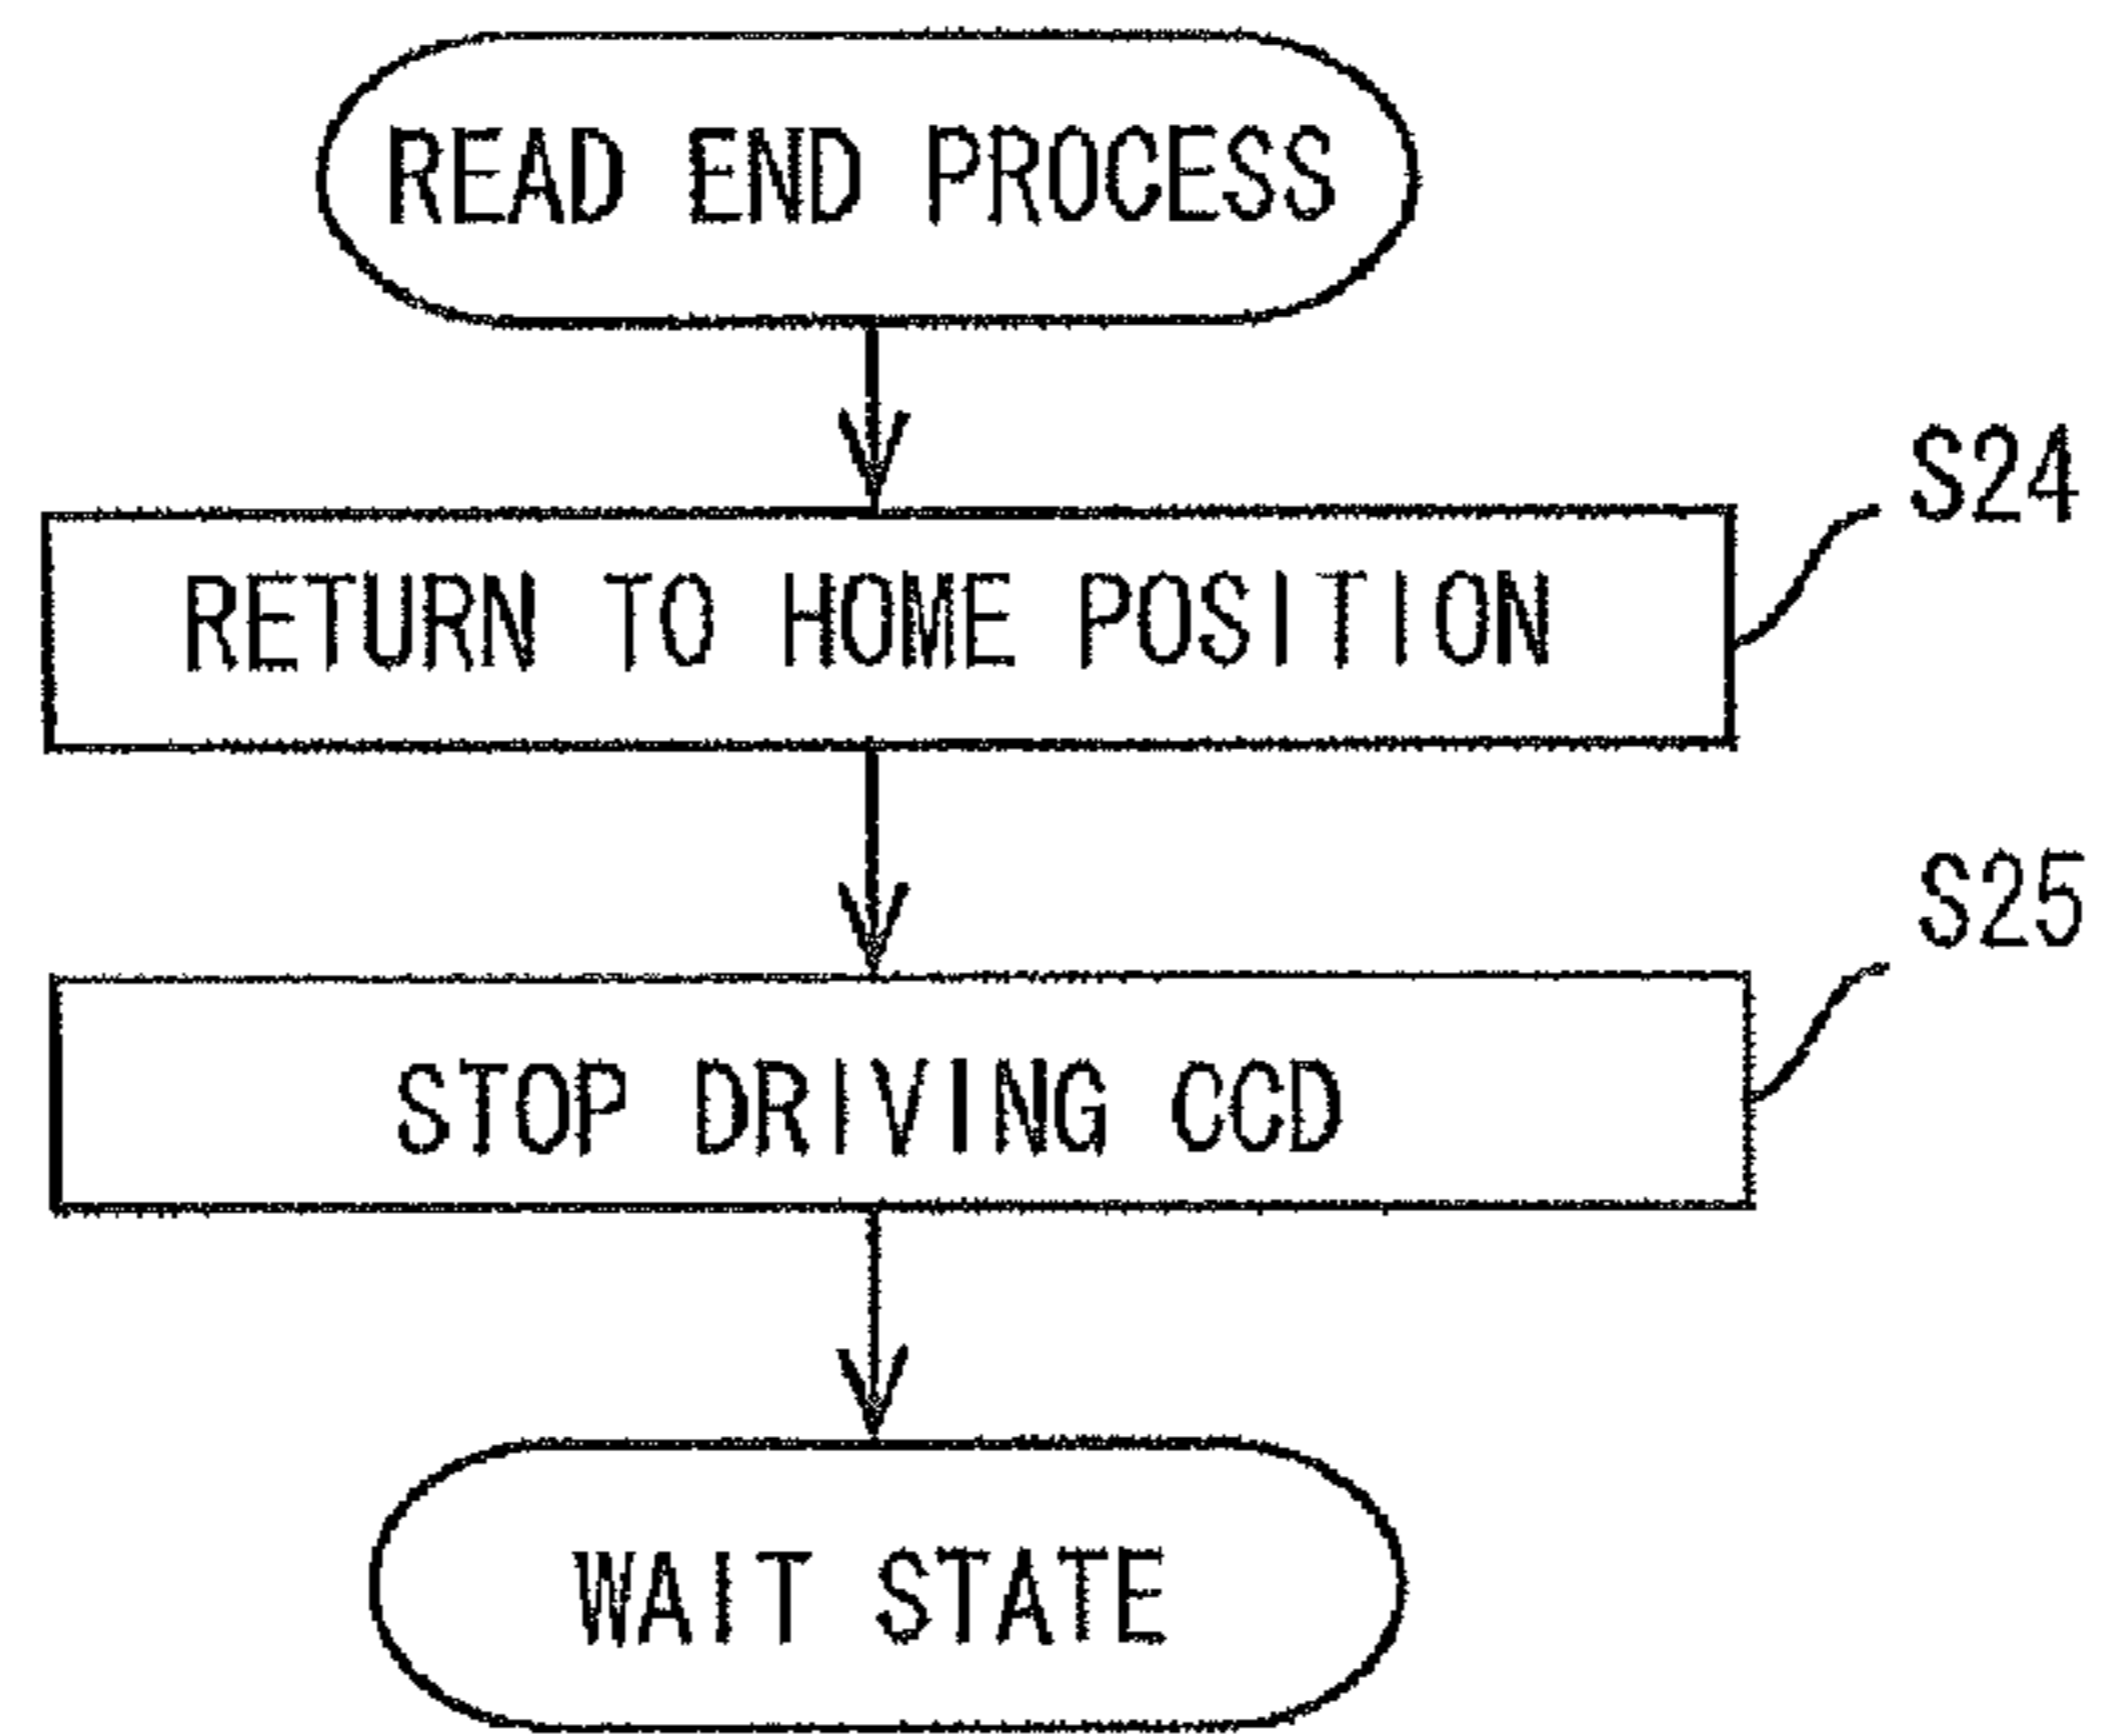 READ END PROCESS
S24
RETURN TO HOME POSITION
S25
STOP DRIVING CCD
WAIT STATE